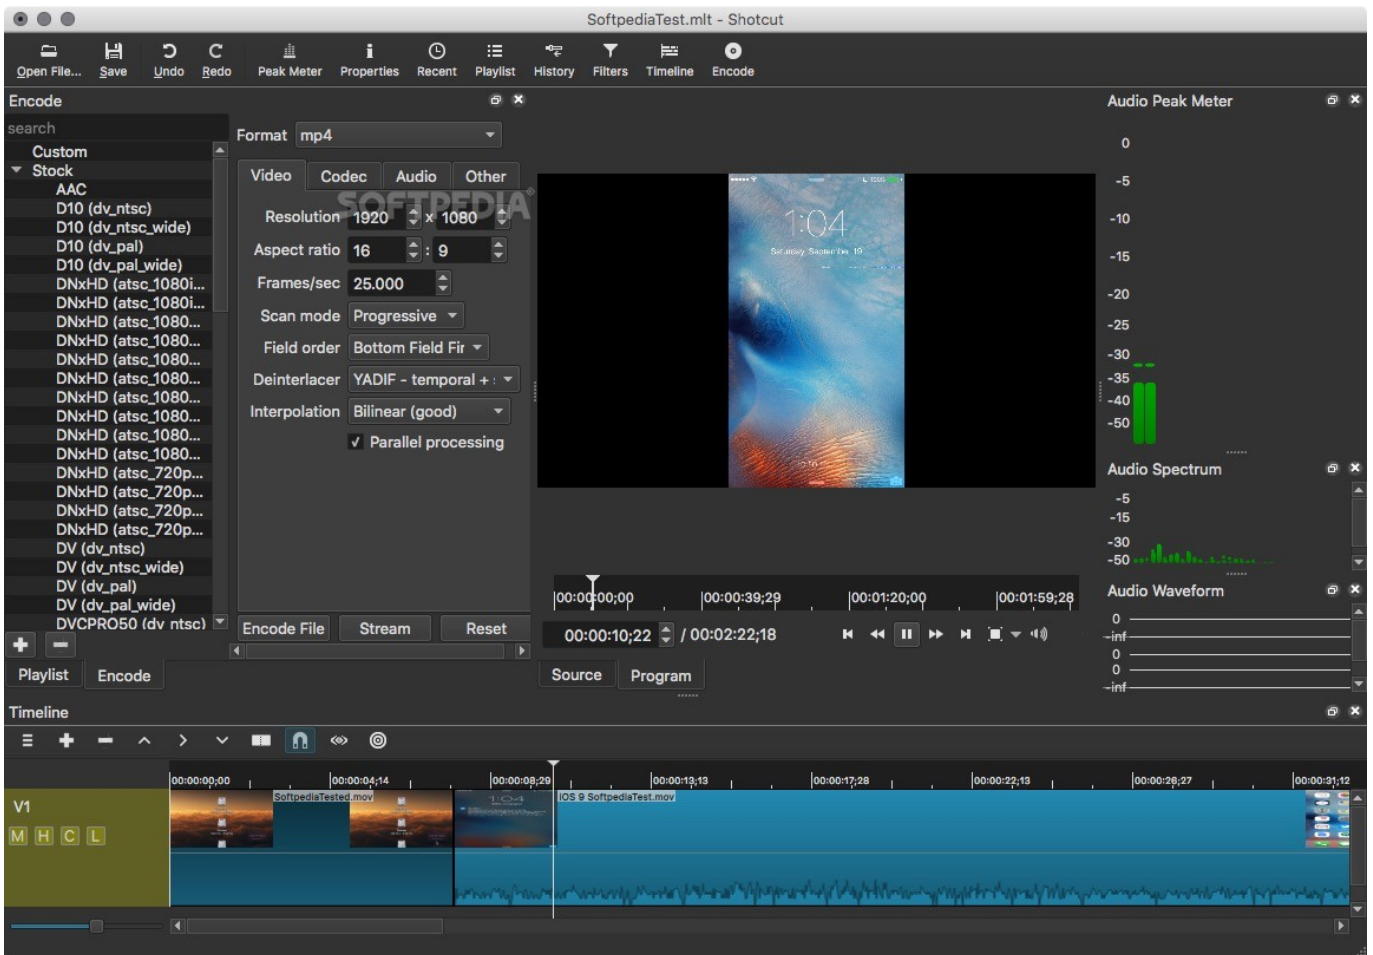 SoftpediaTest.mlt - Shotcut
Open File... Save Undo Redo Peak Meter Properties Recent Playlist History Filters Timeline Encode
Encode
search
Custom
Stock
AAC
D10 (dv_ntsc)
D10 (dv_ntsc_wide)
D10 (dv_pal)
D10 (dv_pal_wide)
DNxHD (atsc_1080i...
DNxHD (atsc_1080i...
DNxHD (atsc_1080...
DNxHD (atsc_1080...
DNxHD (atsc_1080...
DNxHD (atsc_1080...
DNxHD (atsc_1080...
DNxHD (atsc_1080...
DNxHD (atsc_1080...
DNxHD (atsc_1080...
DNxHD (atsc_720p...
DNxHD (atsc_720p...
DNxHD (atsc_720p...
DNxHD (atsc_720p...
DV (dv_ntsc)
DV (dv_ntsc_wide)
DV (dv_pal)
DV (dv_pal_wide)
DVCPRO50 (dv_ntsc)
Format mp4
Video Codec Audio Other
SOFTPEDIA®
Resolution 1920 x 1080
Aspect ratio 16 : 9
Frames/sec 25.000
Scan mode Progressive
Field order Bottom Field Fir
Deinterlacer YADIF - temporal + s
Interpolation Bilinear (good)
Parallel processing
Encode File Stream Reset
Playlist Encode
1:04
Saturday, September 19
00:00:00;00 00:00:39;29 00:01:20;00 00:01:59;28
00:00:10;22 / 00:02:22;18
Source Program
Audio Peak Meter
0
-5
-10
-15
-20
-25
-30
-35
-40
-50
Audio Spectrum
-5
-15
-30
-50
Audio Waveform
0
-inf
0
0
-inf
Timeline
00:00:00;00 00:00:04;14 00:00:08;29 00:00:13;13 00:00:17;28 00:00:22;13 00:00:26;27 00:00:31;12
V1
M H C L
SoftpediaTested.mov
1:04
IOS 9 SoftpediaTest.mov